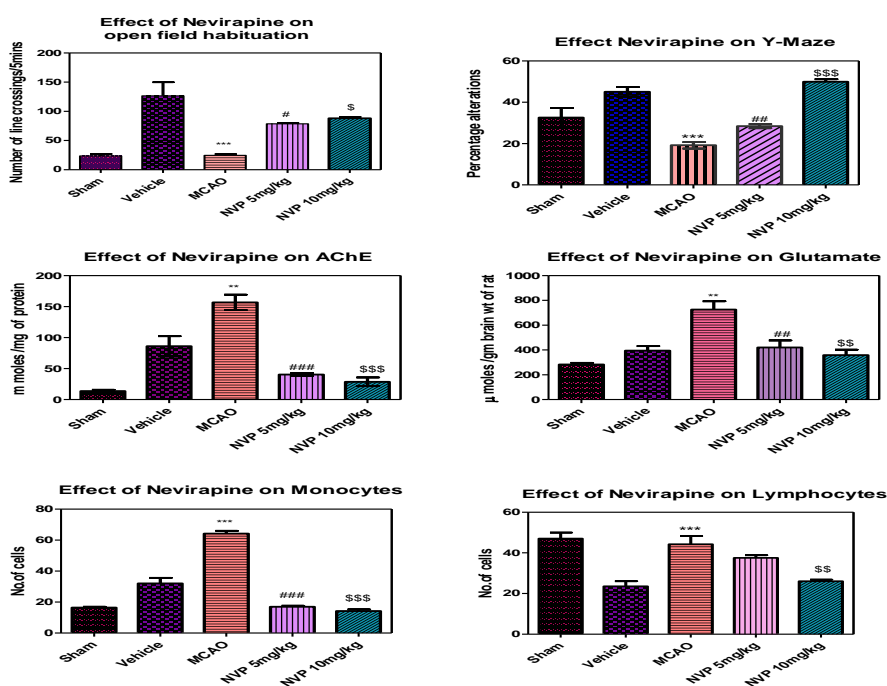 Effect of Nevirapine on
open field habituation
Number of line crossings/5mins
200
150
100
50
0
***
#
$
Sham
Vehicle
MCAO
NVP 5mg/kg
NVP 10mg/kg
Effect Nevirapine on Y-Maze
Percentage alterations
60
40
20
0
***
##
$$$
Sham
Vehicle
MCAO
NVP 5mg/kg
NVP 10mg/kg
Effect of Nevirapine on AChE
m moles /mg of protein
200
150
100
50
0
**
###
$$$
Sham
Vehicle
MCAO
NVP 5mg/kg
NVP 10mg/kg
Effect of Nevirapine on Glutamate
μ moles /gm brain wt of rat
1000
800
600
400
200
0
**
##
$$
Sham
Vehicle
MCAO
NVP 5mg/kg
NVP 10mg/kg
Effect of Nevirapine on Monocytes
No.of cells
80
60
40
20
0
***
###
$$$
Sham
Vehicle
MCAO
NVP 5mg/kg
NVP 10mg/kg
Effect of Nevirapine on Lymphocytes
No.of cells
60
40
20
0
***
$$
Sham
Vehicle
MCAO
NVP 5mg/kg
NVP 10mg/kg